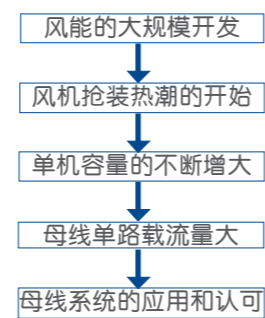 风能的大规模开发
风机抢装热潮的开始
单机容量的不断增大
母线单路载流量大
母线系统的应用和认可